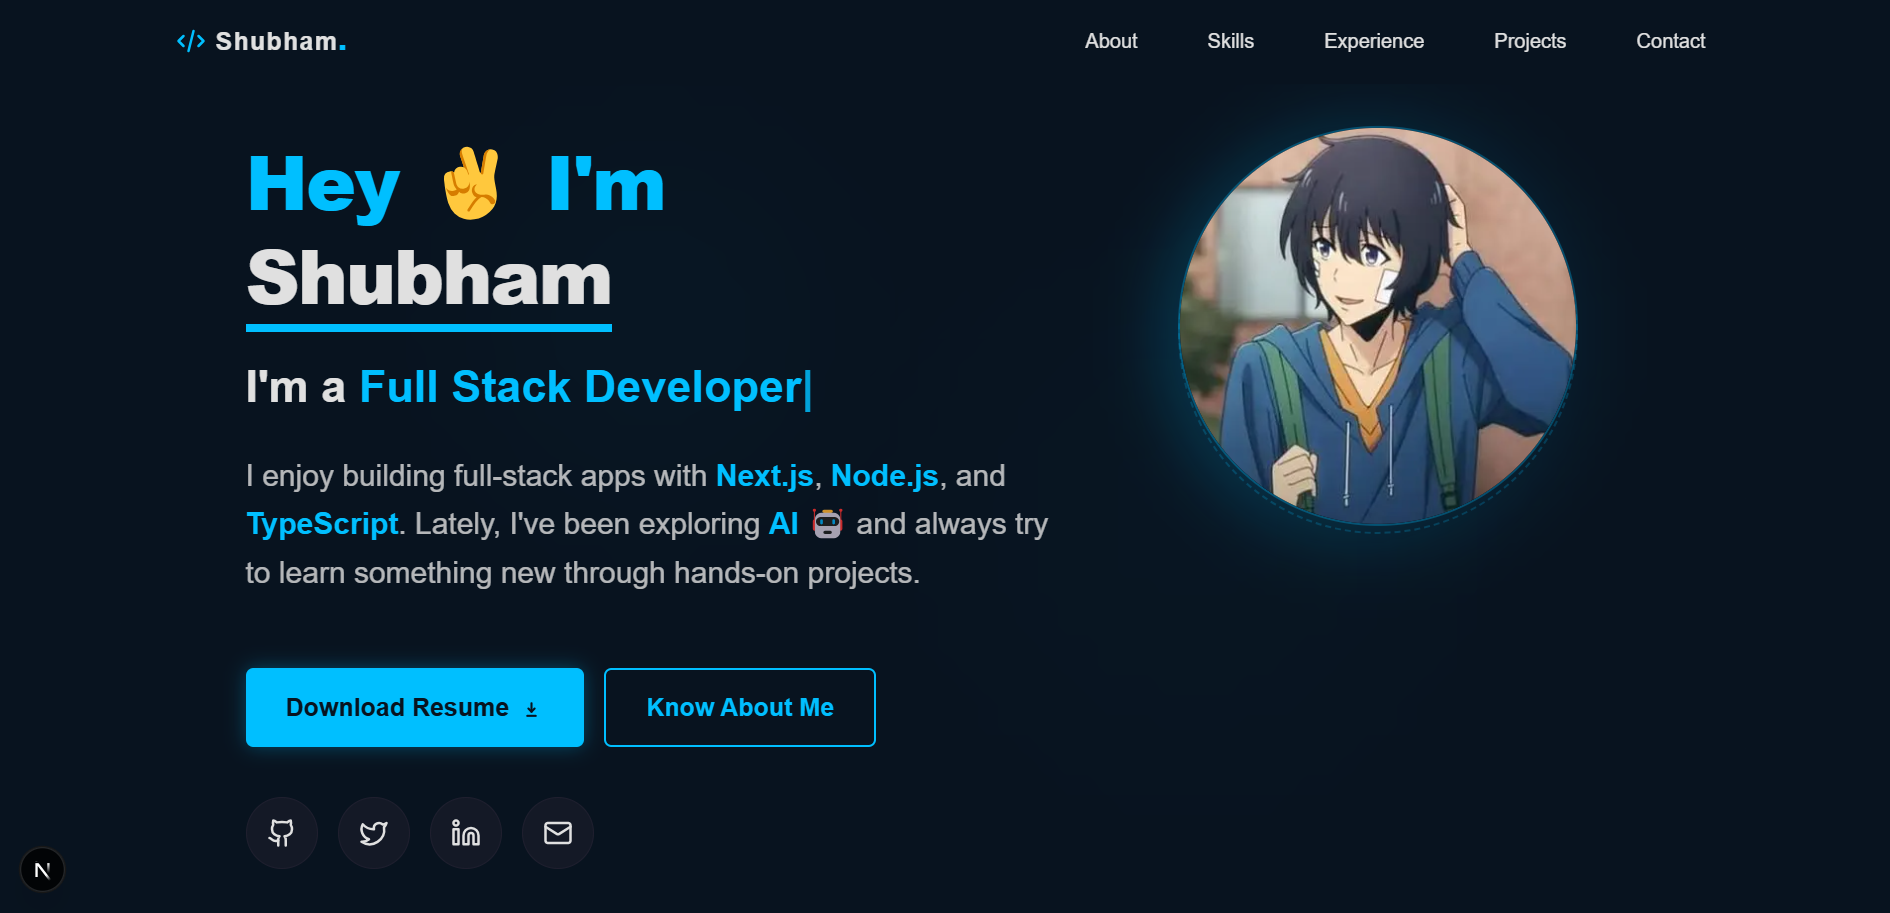 </> Shubham.
About Skills Experience Projects Contact
Hey ✌️ I'm
Shubham
I'm a Full Stack Developer|
I enjoy building full-stack apps with Next.js, Node.js, and
TypeScript. Lately, I've been exploring AI 🤖 and always try
to learn something new through hands-on projects.
Download Resume
Know About Me
in
N